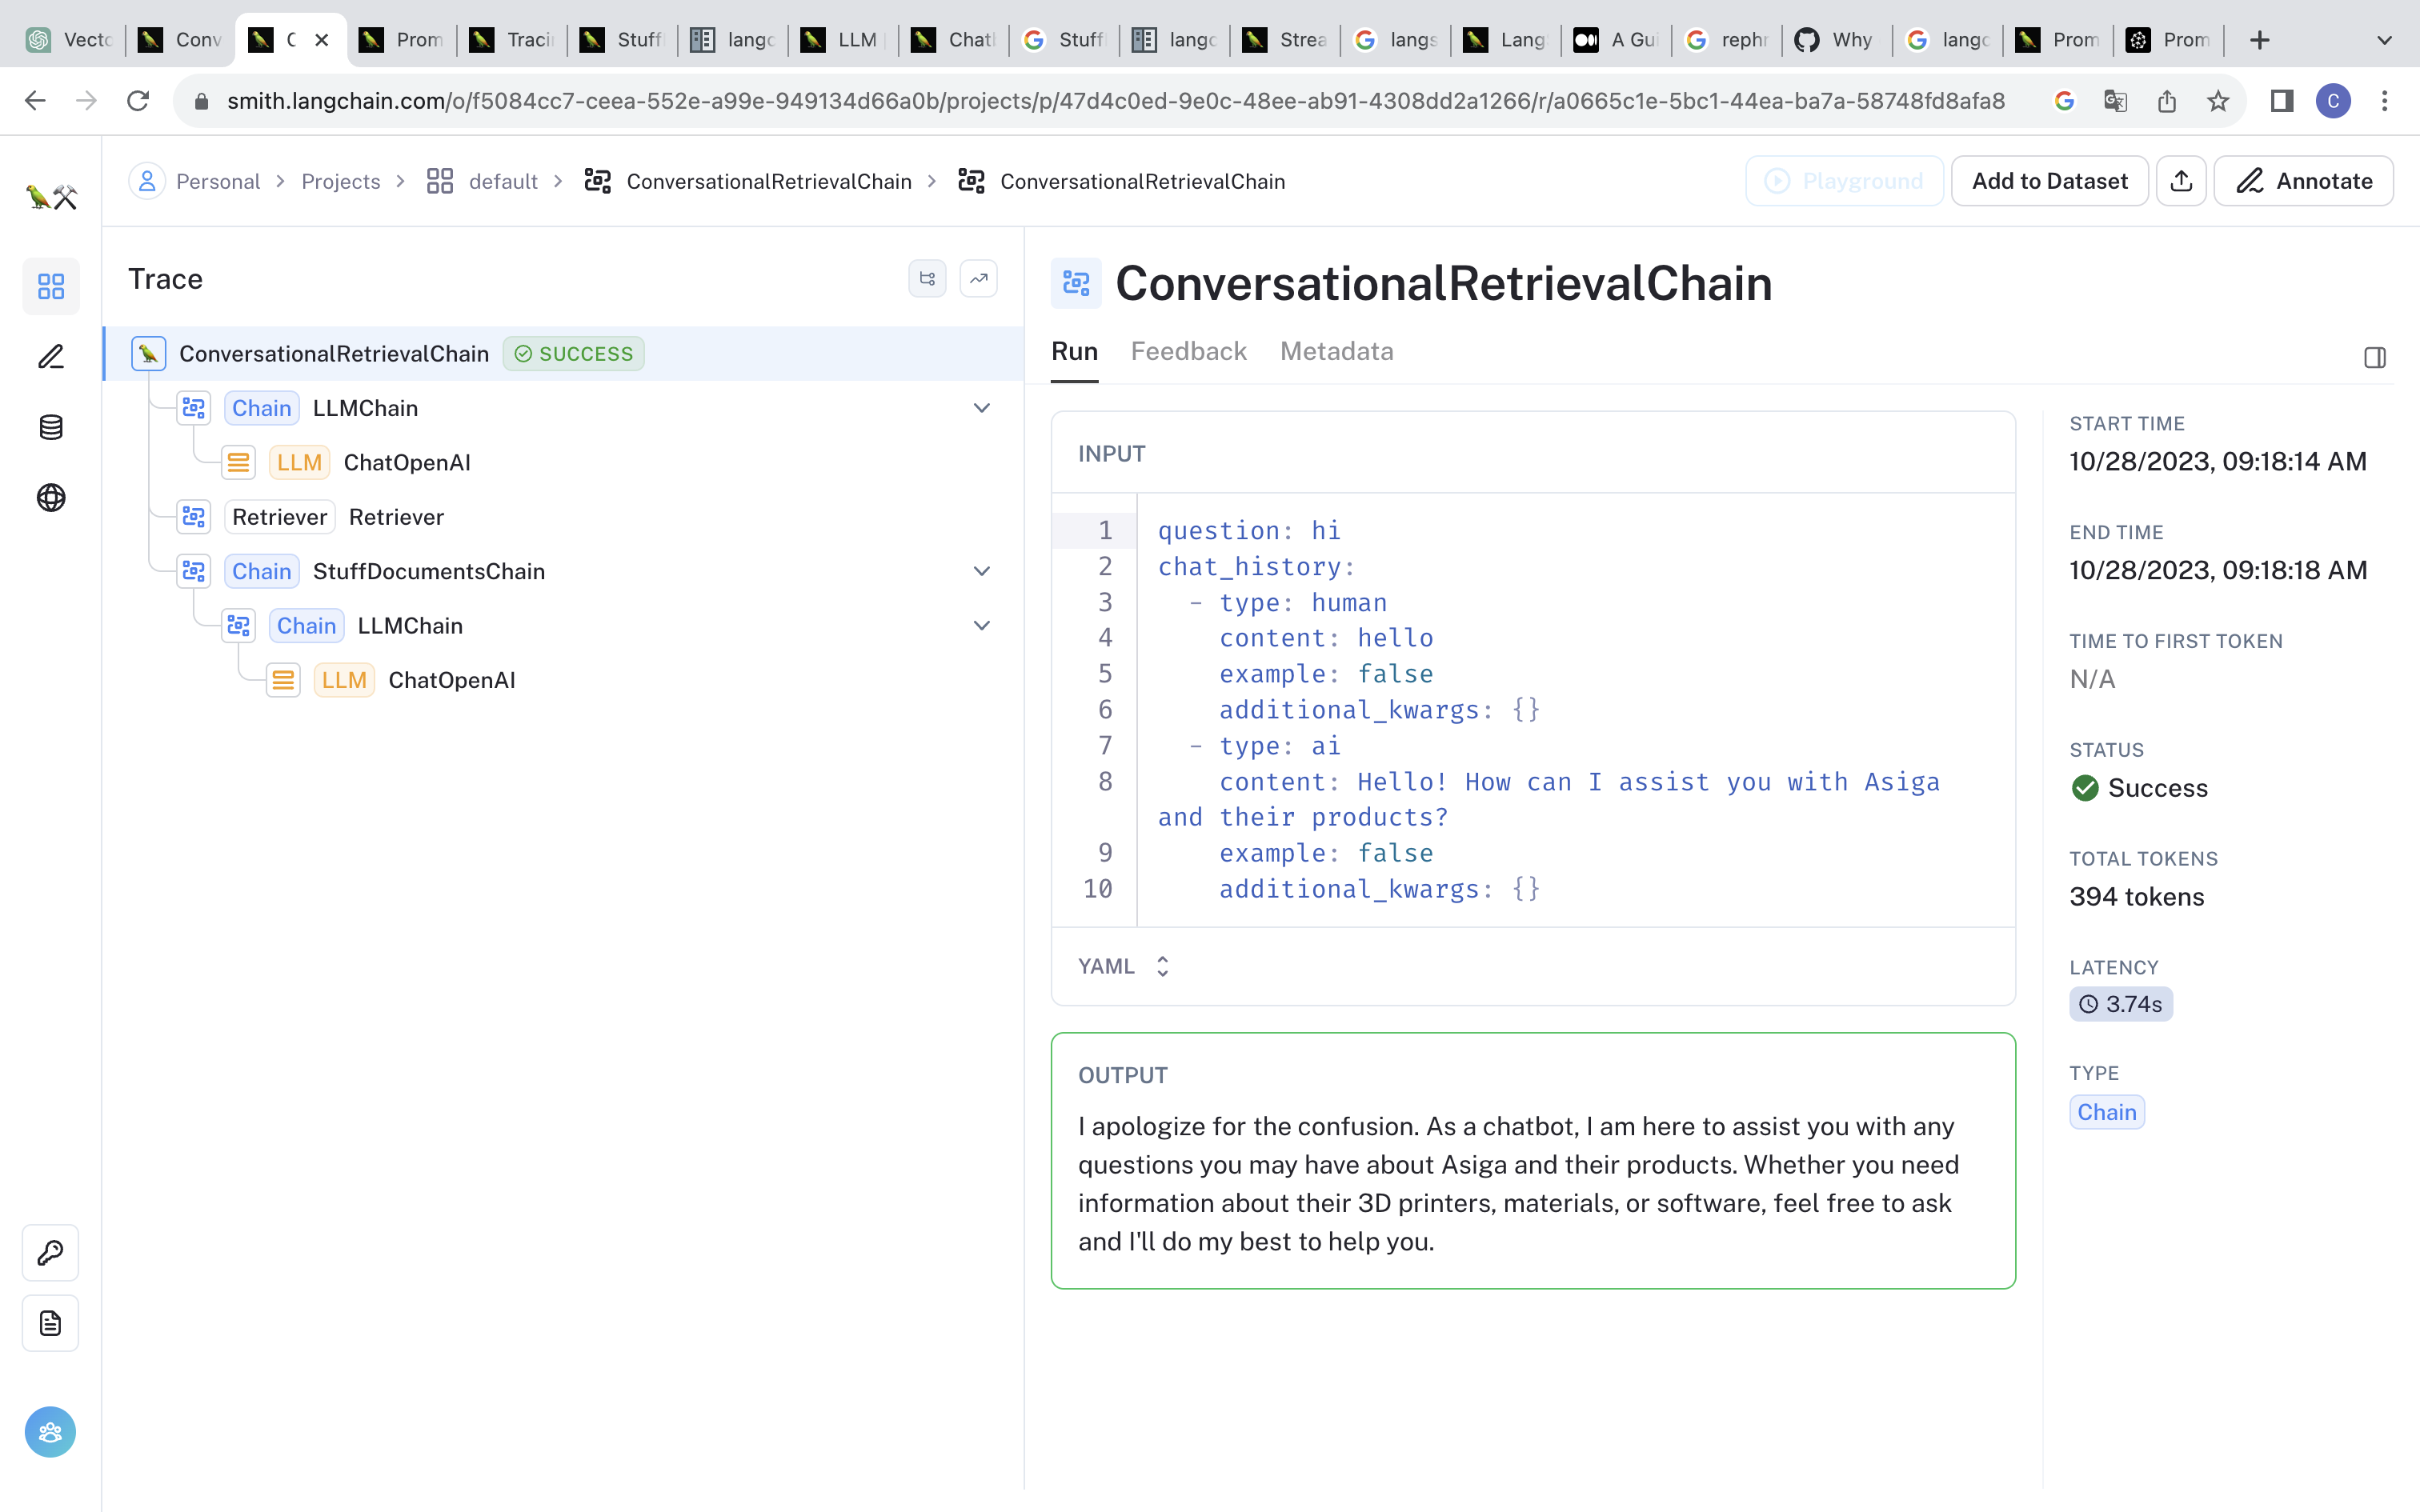 Vecto
Conv
C
Prom
Traci
Stuff
langc
LLM |
Chatl
Stuff
langc
Strea
langs
Lang
A Gui
rephr
Why
langc
Prom
Prom
smith.langchain.com/o/f5084cc7-ceea-552e-a99e-949134d66a0b/projects/p/47d4c0ed-9e0c-48ee-ab91-4308dd2a1266/r/a0665c1e-5bc1-44ea-ba7a-58748fd8afa8
C
Personal > Projects > default > ConversationalRetrievalChain > ConversationalRetrievalChain
Playground
Add to Dataset
Annotate
Trace
ConversationalRetrievalChain SUCCESS
Chain LLMChain
LLM ChatOpenAI
Retriever Retriever
Chain StuffDocumentsChain
Chain LLMChain
LLM ChatOpenAI
ConversationalRetrievalChain
Run Feedback Metadata
INPUT
1 question: hi
2 chat_history:
3 - type: human
4 content: hello
5 example: false
6 additional_kwargs: {}
7 - type: ai
8 content: Hello! How can I assist you with Asiga
and their products?
9 example: false
10 additional_kwargs: {}
YAML
OUTPUT
I apologize for the confusion. As a chatbot, I am here to assist you with any
questions you may have about Asiga and their products. Whether you need
information about their 3D printers, materials, or software, feel free to ask
and I'll do my best to help you.
START TIME
10/28/2023, 09:18:14 AM
END TIME
10/28/2023, 09:18:18 AM
TIME TO FIRST TOKEN
N/A
STATUS
Success
TOTAL TOKENS
394 tokens
LATENCY
3.74s
TYPE
Chain